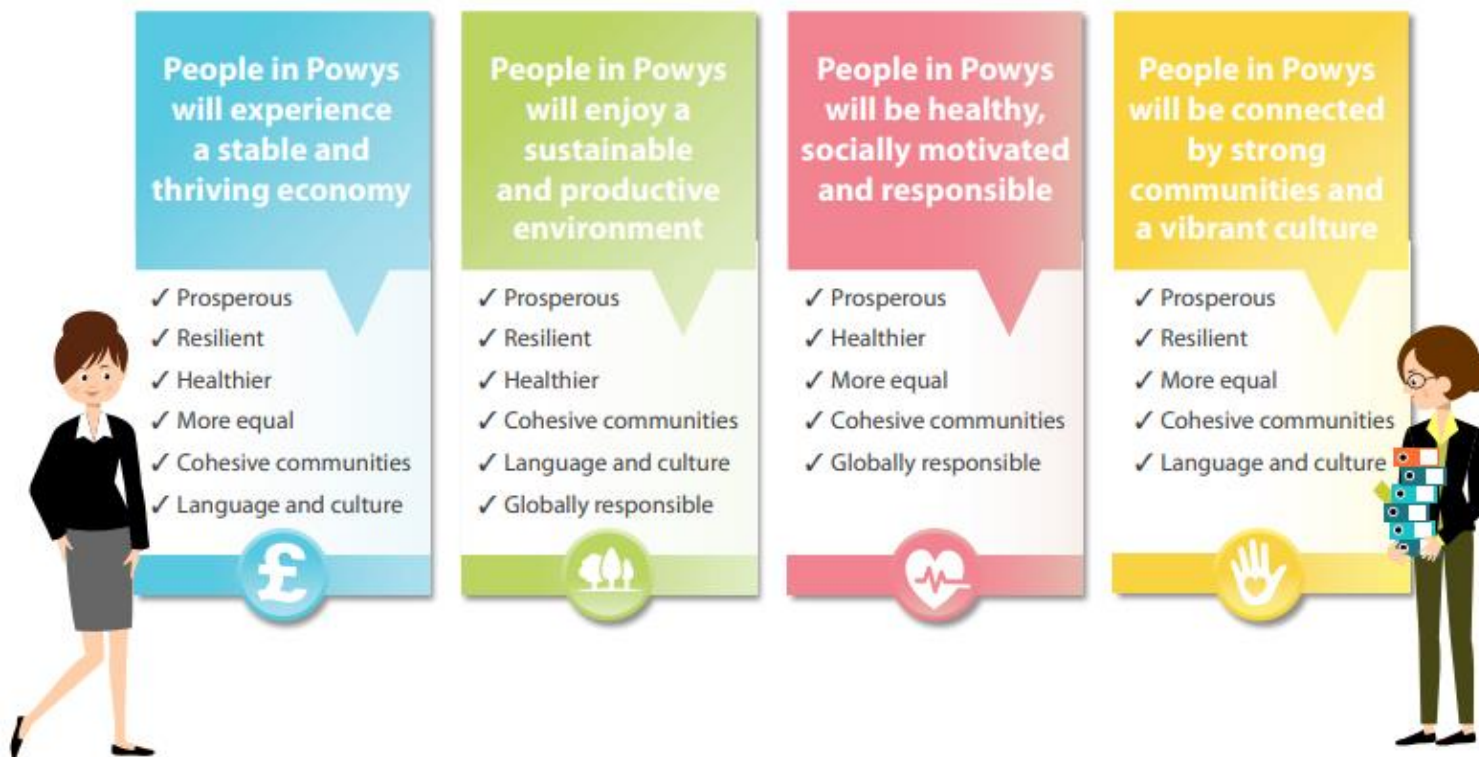 People in Powys
will experience
a stable and
thriving economy
✓ Prosperous
✓ Resilient
✓ Healthier
✓ More equal
✓ Cohesive communities
✓ Language and culture
£
People in Powys
will enjoy a
sustainable
and productive
environment
✓ Prosperous
✓ Resilient
✓ Healthier
✓ Cohesive communities
✓ Language and culture
✓ Globally responsible
People in Powys
will be healthy,
socially motivated
and responsible
✓ Prosperous
✓ Healthier
✓ More equal
✓ Cohesive communities
✓ Globally responsible
People in Powys
will be connected
by strong
communities and
a vibrant culture
✓ Prosperous
✓ Resilient
✓ More equal
✓ Cohesive communities
✓ Language and culture